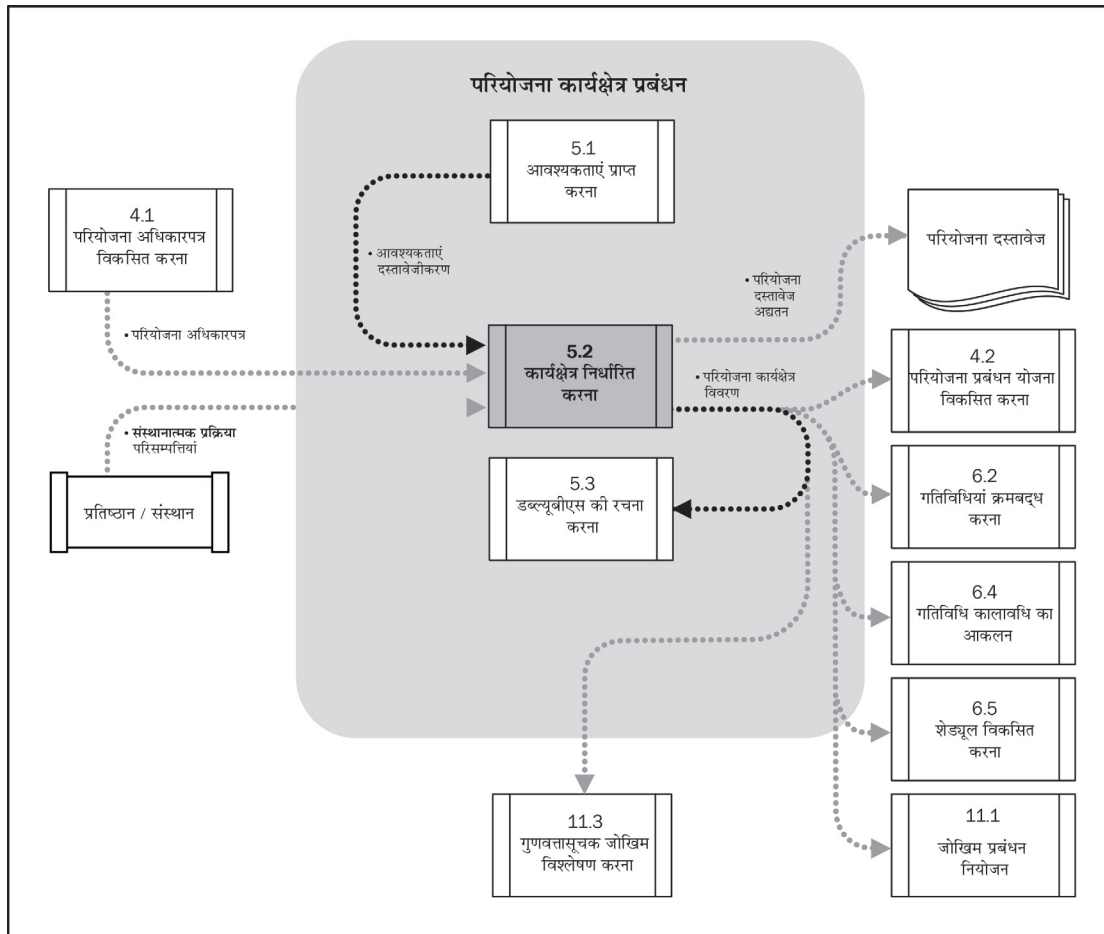 परियोजना कार्यक्षेत्र प्रबंधन
5.1
आवश्यकताएं प्राप्त
करना
4.1
परियोजना अधिकारपत्र
विकसित करना
परियोजना दस्तावेज
• आवश्यकताएं
दस्तावेजीकरण
• परियोजना
दस्तावेज
अद्यतन
• परियोजना अधिकारपत्र
5.2
कार्यक्षेत्र निर्धारित
करना
• परियोजना कार्यक्षेत्र
विवरण
4.2
परियोजना प्रबंधन योजना
विकसित करना
• संस्थानात्मक प्रक्रिया
परिसम्पत्तियां
प्रतिष्ठान / संस्थान
5.3
डब्ल्यूबीएस की रचना
करना
6.2
गतिविधियां क्रमबद्ध
करना
6.4
गतिविधि कालावधि का
आकलन
6.5
शेड्यूल विकसित
करना
11.3
गुणवत्तासूचक जोखिम
विश्लेषण करना
11.1
जोखिम प्रबंधन
नियोजन